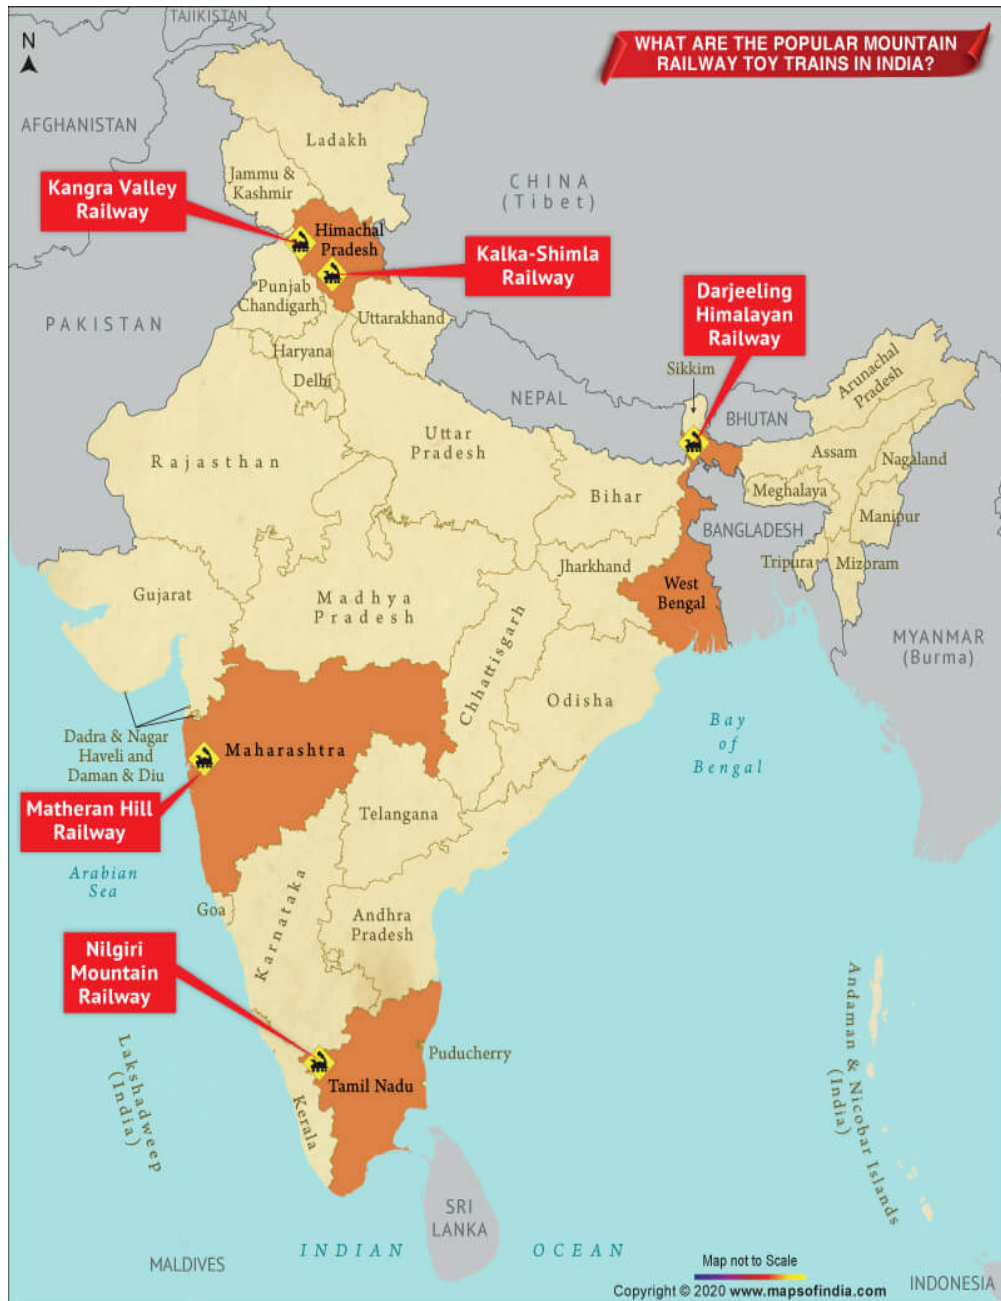 TAJIKISTAN
N
WHAT ARE THE POPULAR MOUNTAIN
RAILWAY TOY TRAINS IN INDIA?
AFGHANISTAN
Ladakh
Jammu &
Kashmir
CHINA
(Tibet)
Kangra Valley
Railway
Himachal
Pradesh
Kalka-Shimla
Railway
Punjab
Chandigarh
Uttarakhand
Darjeeling
Himalayan
Railway
PAKISTAN
Haryana
Delhi
Sikkim
Arunachal
Pradesh
NEPAL
BHUTAN
Uttar
Pradesh
Rajasthan
Assam
Nagaland
Bihar
Meghalaya
Manipur
BANGLADESH
Jharkhand
Tripura
Mizoram
Gujarat
Madhya
Pradesh
West
Bengal
Chhattisgarh
MYANMAR
(Burma)
Odisha
Bay
of
Bengal
Dadra & Nagar
Haveli and
Daman & Diu
Maharashtra
Matheran Hill
Railway
Telangana
Arabian
Sea
Goa
Karnataka
Andhra
Pradesh
Nilgiri
Mountain
Railway
Lakshadweep
(India)
Puducherry
Tamil Nadu
Kerala
Andaman & Nicobar Islands
(India)
SRI
LANKA
MALDIVES
INDIAN OCEAN
Map not to Scale
Copyright © 2020 www.mapsofindia.com
INDONESIA